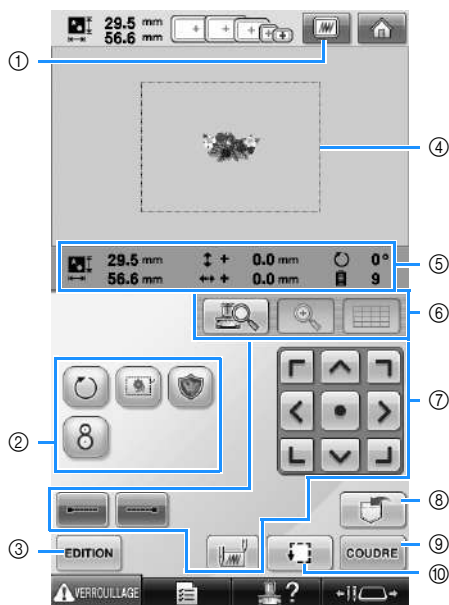 29.5 mm
56.6 mm
①
④
29.5 mm + 0.0 mm 0°
56.6 mm + 0.0 mm 9
⑤
⑥
②
8
⑦
⑧
③
EDITION
COUDRE
⑨
⑩
VERROUILLAGE
?